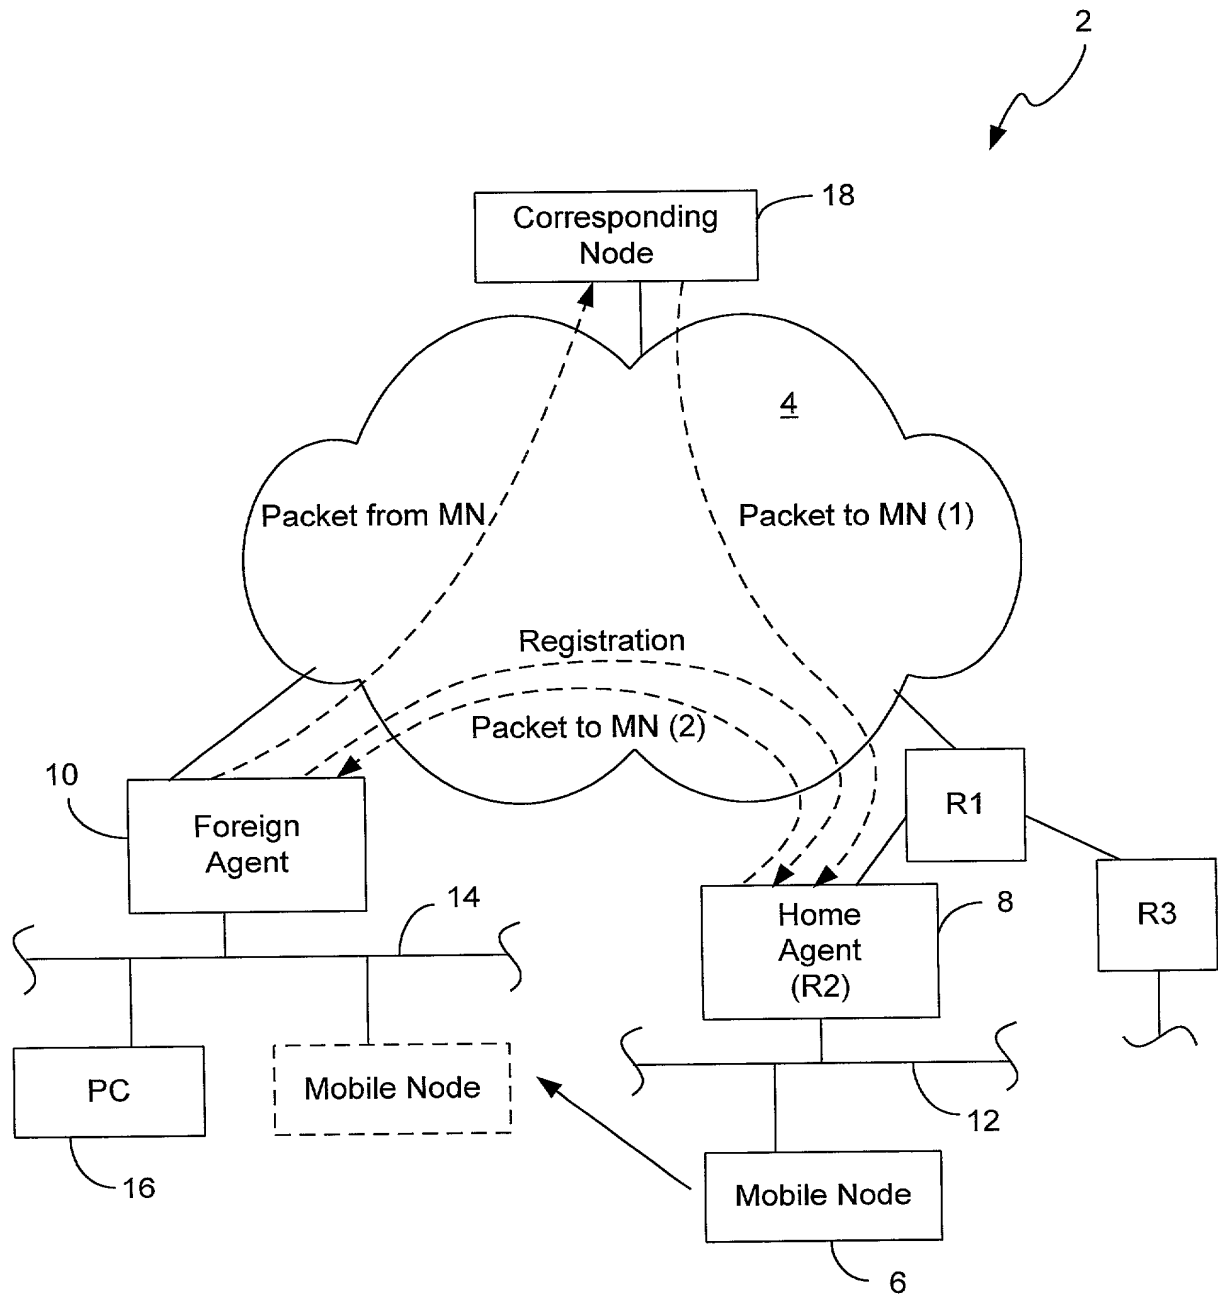 2
18
Corresponding
Node
4
Packet from MN
Packet to MN (1)
Registration
Packet to MN (2)
10
R1
Foreign
Agent
14
8
R3
Home
Agent
(R2)
PC
Mobile Node
12
16
Mobile Node
6